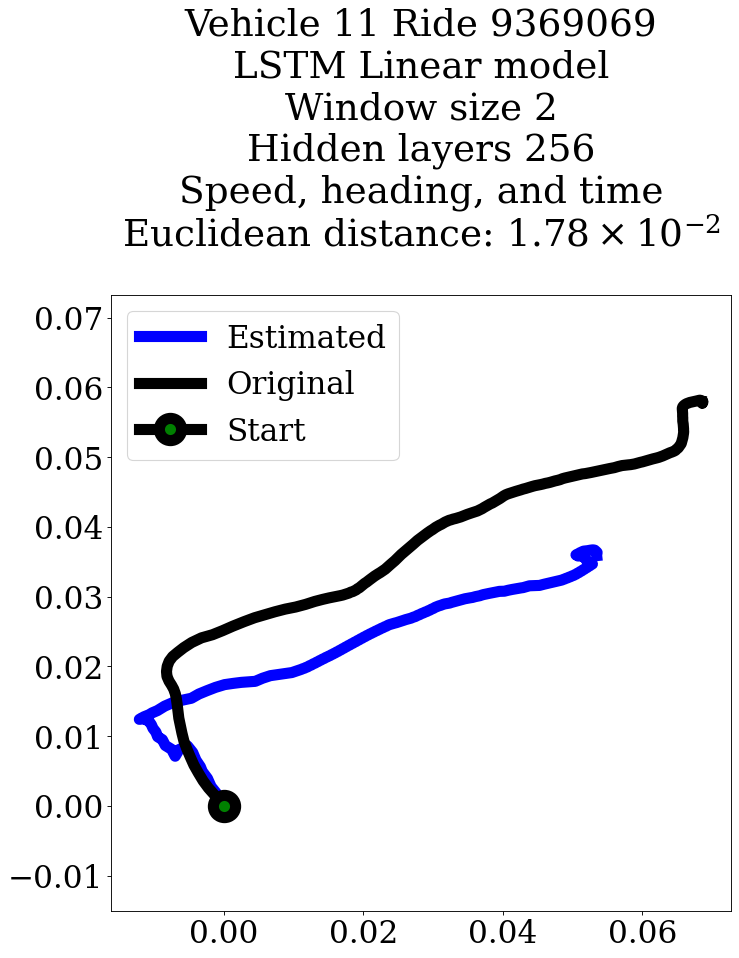 Vehicle 11 Ride 9369069
LSTM Linear model
Window size 2
Hidden layers 256
Speed, heading, and time
Euclidean distance: 1.78 × 10⁻²
0.07
0.06
0.05
0.04
0.03
0.02
0.01
0.00
−0.01
Estimated
Original
Start
0.00 0.02 0.04 0.06